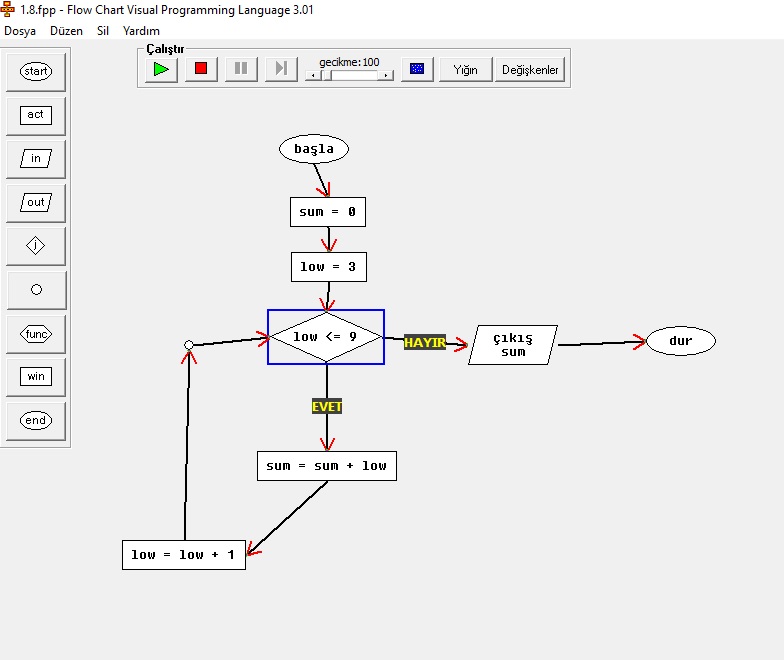 1.8.fpp - Flow Chart Visual Programming Language 3.01
Dosya Düzen Sil Yardım
Çalıştır
gecikme:100
Yığın
Değişkenler
start
act
in
out
j
func
win
end
başla
sum = 0
low = 3
low <= 9
HAYIR
çıkış
sum
dur
EVET
sum = sum + low
low = low + 1